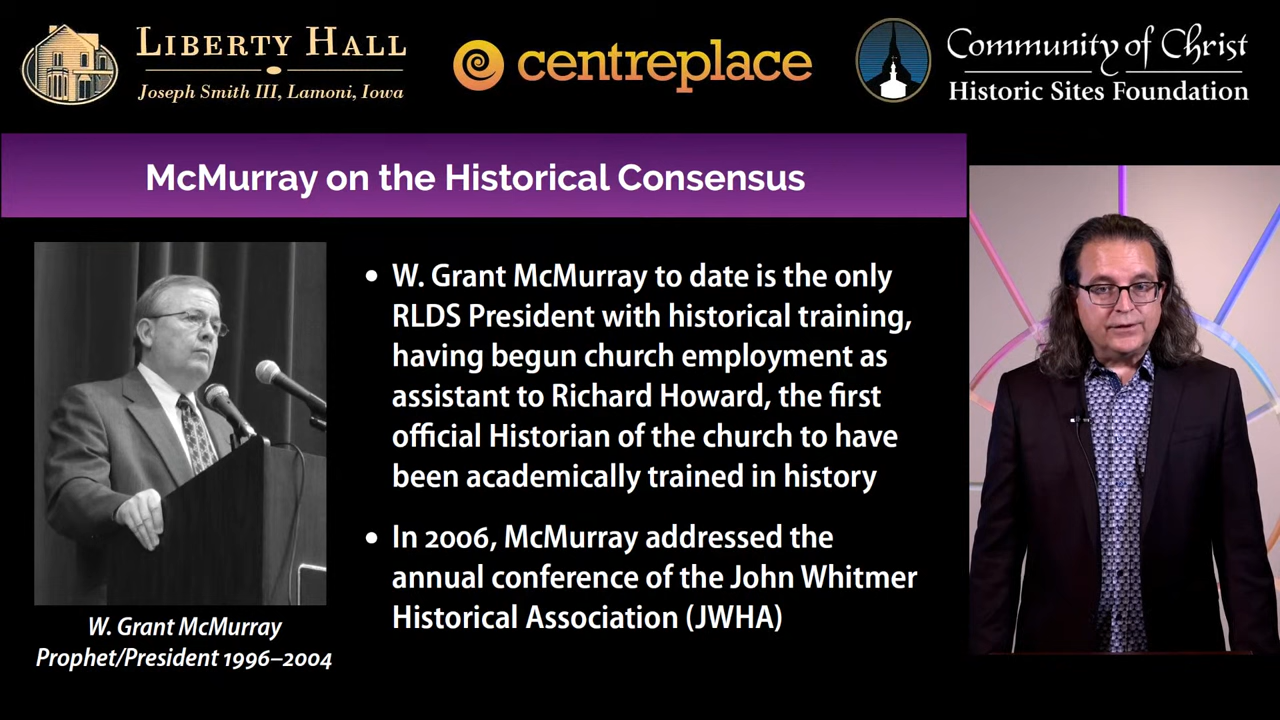 LIBERTY HALL
Joseph Smith III, Lamoni, Iowa
centreplace
Community of Christ
Historic Sites Foundation
McMurray on the Historical Consensus
• W. Grant McMurray to date is the only
RLDS President with historical training,
having begun church employment as
assistant to Richard Howard, the first
official Historian of the church to have
been academically trained in history
• In 2006, McMurray addressed the
annual conference of the John Whitmer
Historical Association (JWHA)
W. Grant McMurray
Prophet/President 1996–2004